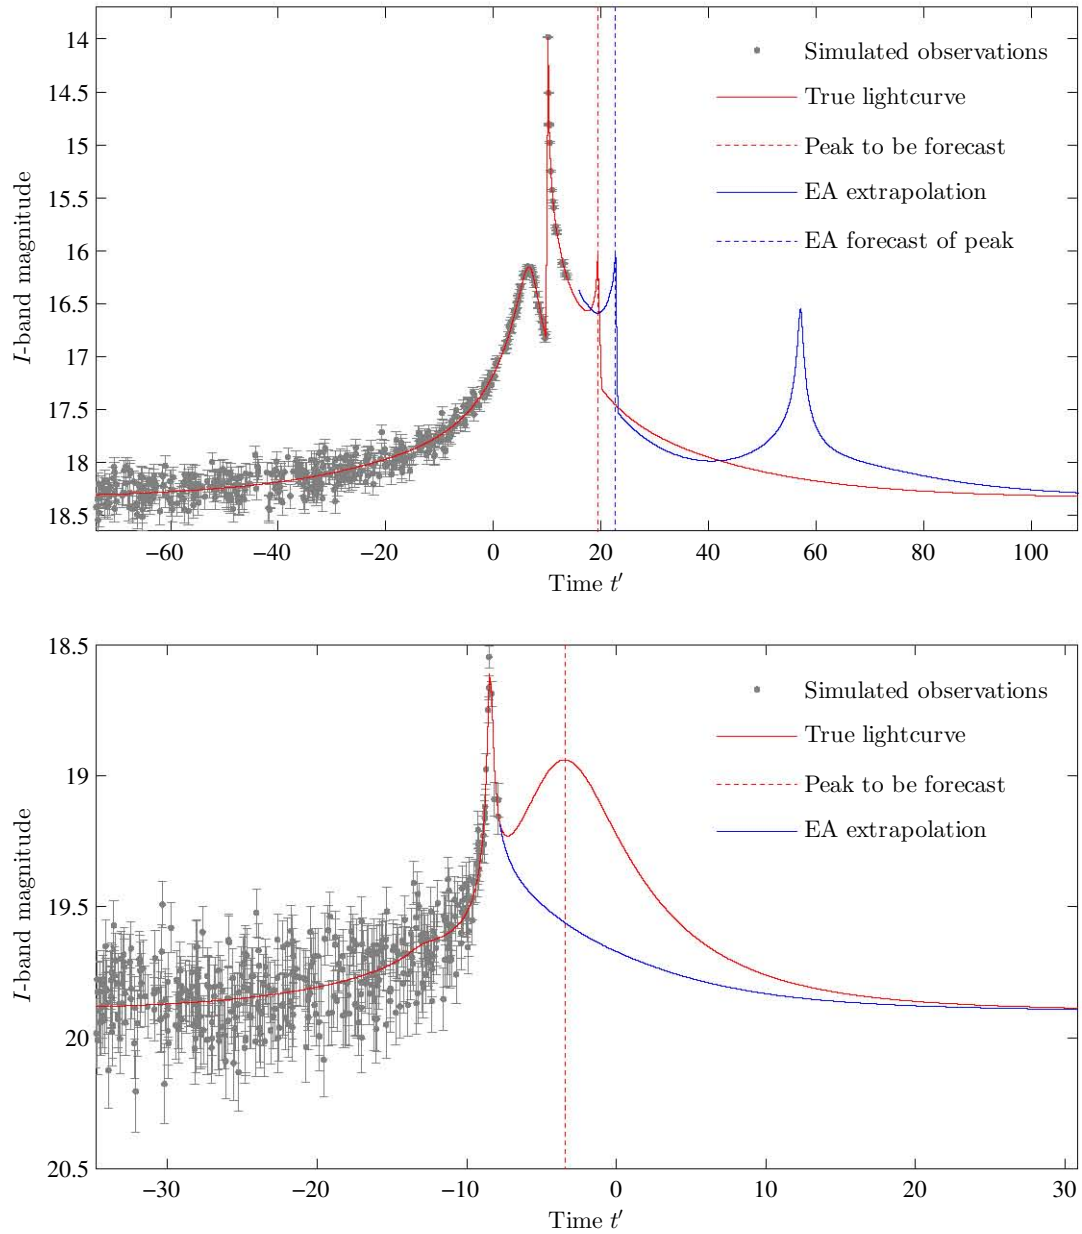 14
14.5
15
15.5
16
16.5
17
17.5
18
18.5
I-band magnitude
Simulated observations
True lightcurve
Peak to be forecast
EA extrapolation
EA forecast of peak
−60 −40 −20 0 20 40 60 80 100
Time t′
18.5
19
19.5
20
20.5
I-band magnitude
Simulated observations
True lightcurve
Peak to be forecast
EA extrapolation
−30 −20 −10 0 10 20 30
Time t′